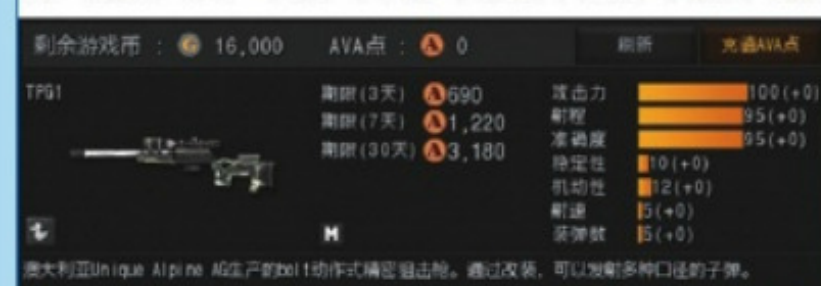 剩余游戏币 : G 16,000 AVA点 : A 0 刷新 充值AVA点
TPG1
期限(3天) A 690
期限(7天) A 1,220
期限(30天) A 3,180
M
攻击力 100(+0)
射程 95(+0)
准确度 95(+0)
稳定性 10(+0)
机动性 12(+0)
射速 5(+0)
装弹数 5(+0)
澳大利亚Unique Alpine AG生产的bolt动作式精密狙击枪。通过改装，可以发射多种口径的子弹。